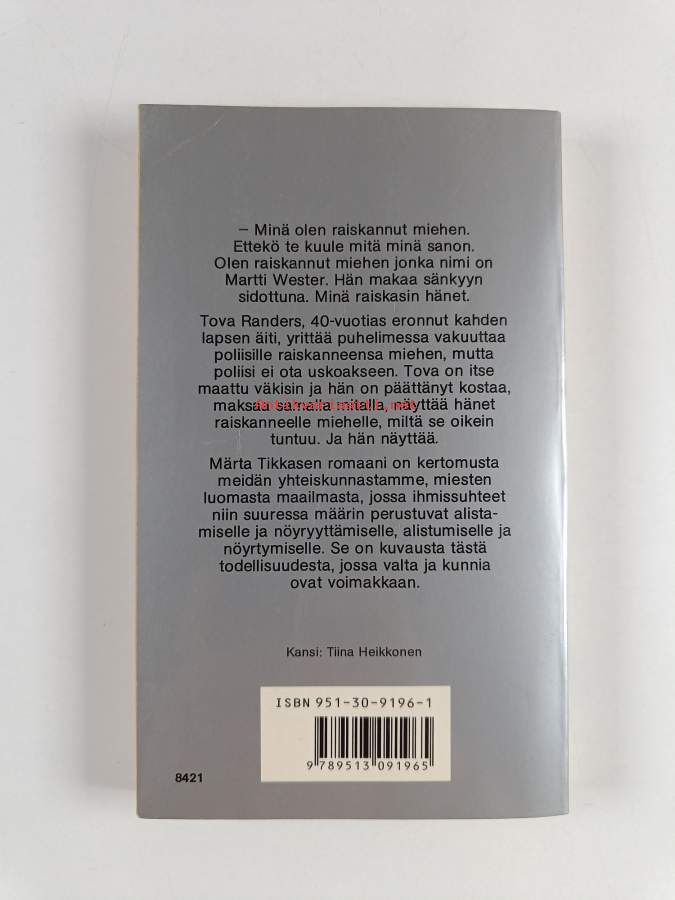 – Minä olen raiskannut miehen.
Ettekö te kuule mitä minä sanon.
Olen raiskannut miehen jonka nimi on
Martti Wester. Hän makaa sänkyyn
sidottuna. Minä raiskasin hänet.
Tova Randers, 40-vuotias eronnut kahden
lapsen äiti, yrittää puhelimessa vakuuttaa
poliisille raiskanneensa miehen, mutta
poliisi ei ota uskoakseen. Tova on itse
maattu väkisin ja hän on päättänyt kostaa,
maksaa samalla mitalla, näyttää hänet
raiskanneelle miehelle, miltä se oikein
tuntuu. Ja hän näyttää.
Märta Tikkasen romaani on kertomusta
meidän yhteiskunnastamme, miesten
luomasta maailmasta, jossa ihmissuhteet
niin suuressa määrin perustuvat alista-
miselle ja nöyryyttämiselle, alistumiselle ja
nöyrtymiselle. Se on kuvausta tästä
todellisuudesta, jossa valta ja kunnia
ovat voimakkaan.
Kansi: Tiina Heikkonen
ISBN 951-30-9196-1
9 789513 091965
8421